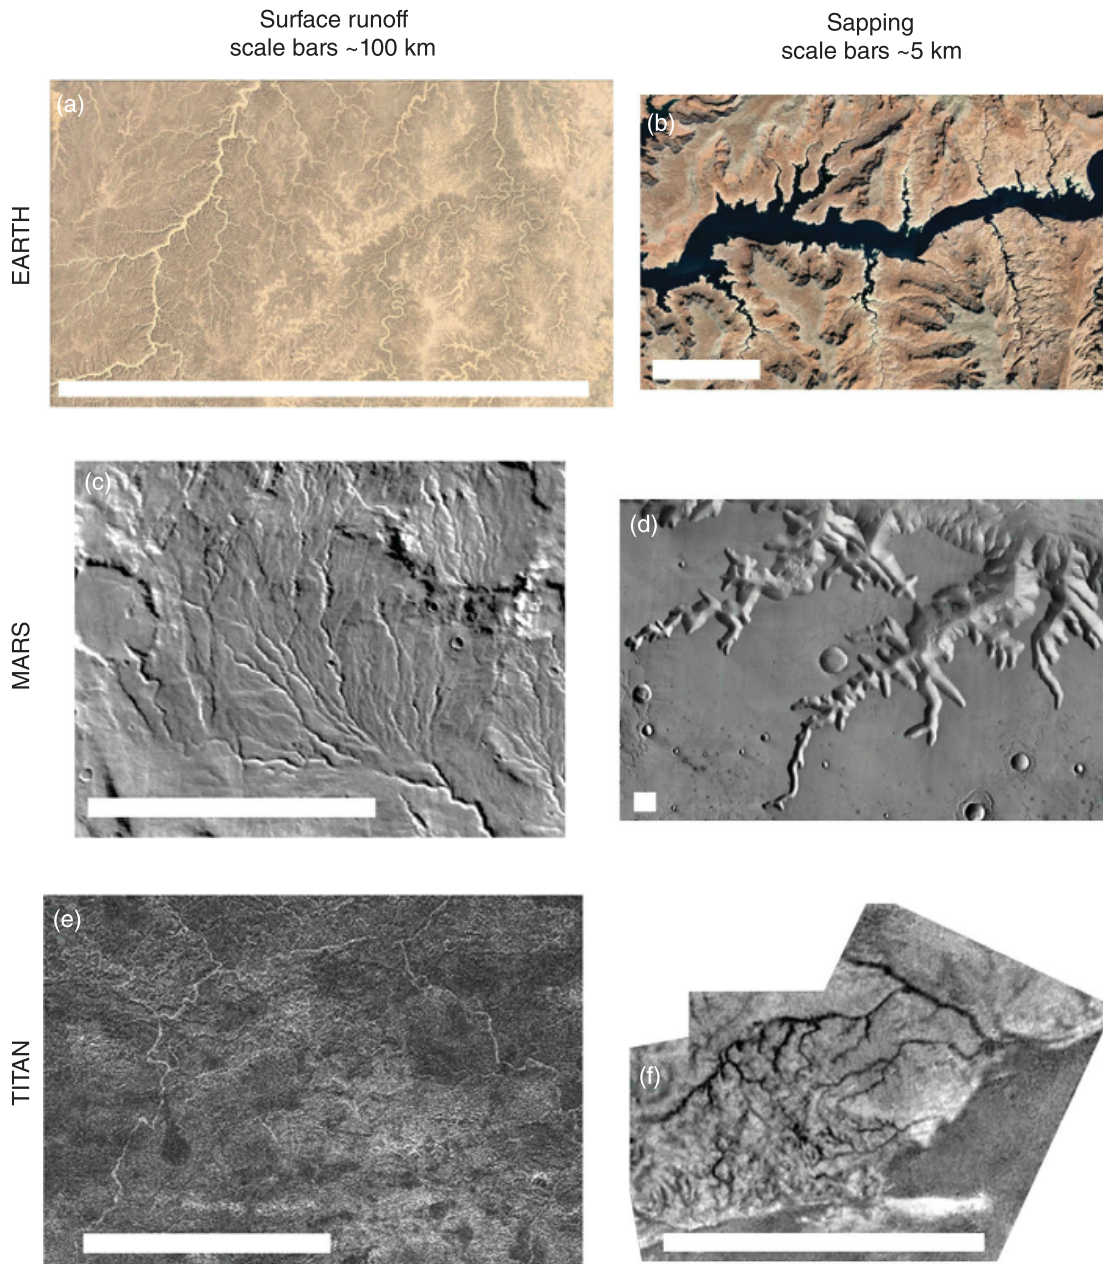 Surface runoff
scale bars ~100 km
Sapping
scale bars ~5 km
EARTH
(a)
(b)
MARS
(c)
(d)
TITAN
(e)
(f)